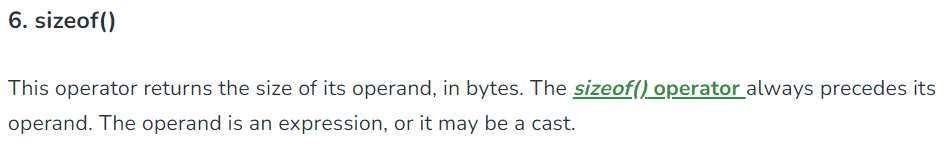 6. sizeof()
This operator returns the size of its operand, in bytes. The sizeof() operator always precedes its
operand. The operand is an expression, or it may be a cast.